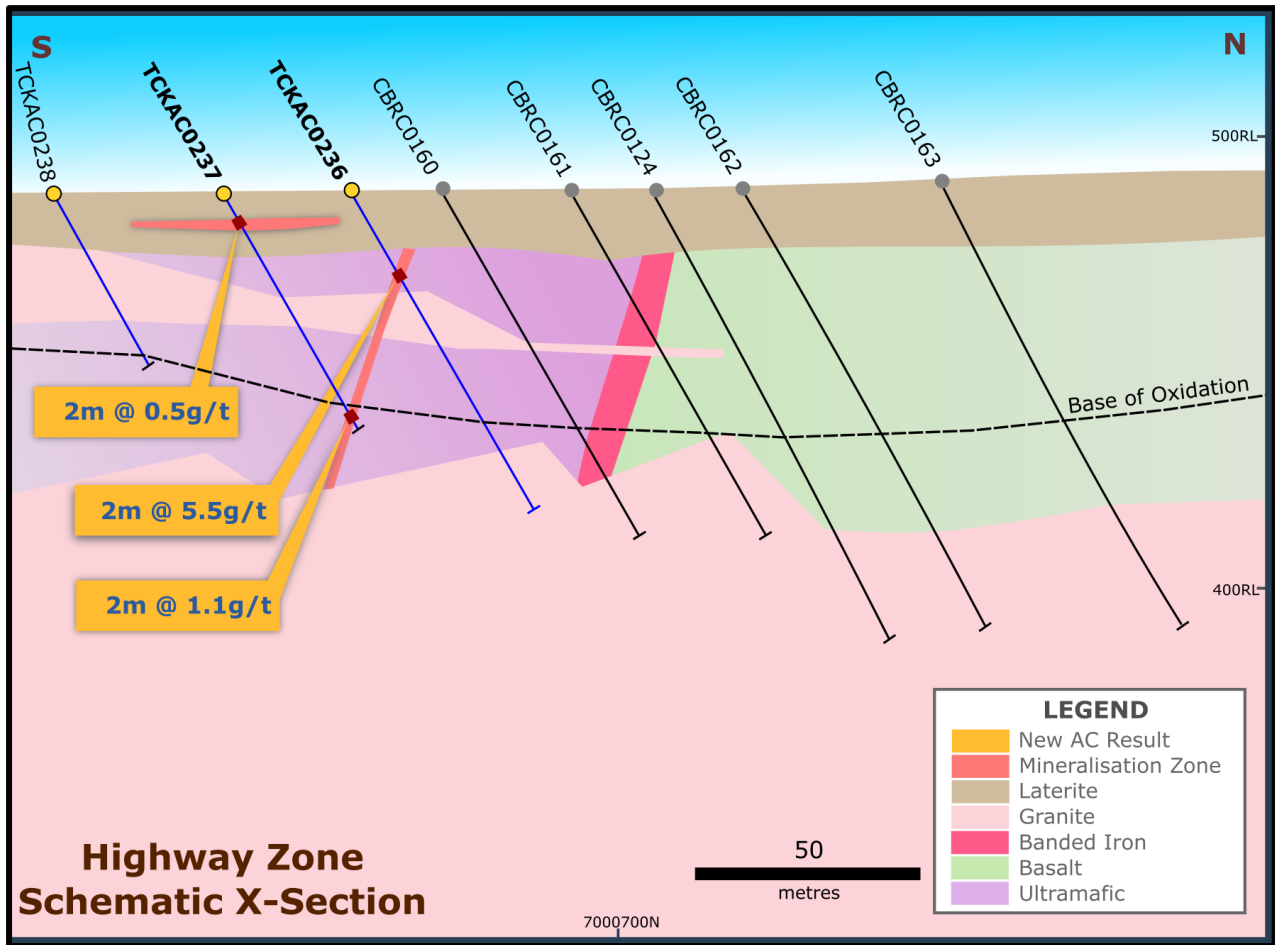 S
N
TCKAC0238
TCKAC0237
TCKAC0236
CBRC0160
CBRC0161
CBRC0124
CBRC0162
CBRC0163
500RL
Base of Oxidation
2m @ 0.5g/t
2m @ 5.5g/t
2m @ 1.1g/t
400RL
LEGEND
New AC Result
Mineralisation Zone
Laterite
Granite
Banded Iron
Basalt
Ultramafic
Highway Zone
Schematic X-Section
50
metres
7000700N